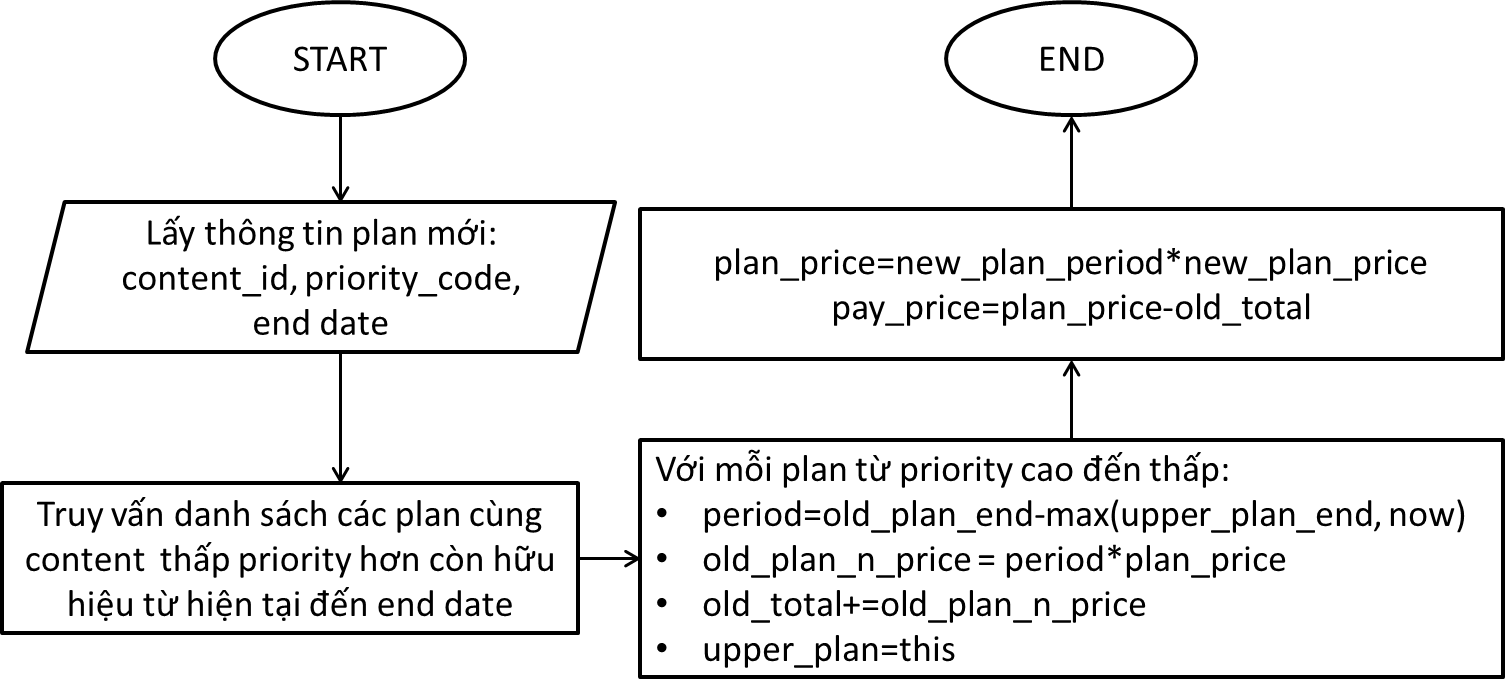 START
Lấy thông tin plan mới:
content_id, priority_code,
end date
Truy vấn danh sách các plan cùng
content thấp priority hơn còn hữu
hiệu từ hiện tại đến end date
Với mỗi plan từ priority cao đến thấp:
• period=old_plan_end-max(upper_plan_end, now)
• old_plan_n_price = period*plan_price
• old_total+=old_plan_n_price
• upper_plan=this
plan_price=new_plan_period*new_plan_price
pay_price=plan_price-old_total
END